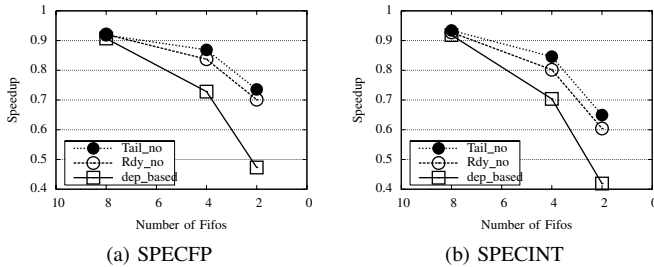 1
0.9
0.8
0.7
0.6
0.5
0.4
Speedup
Tail_no
Rdy_no
dep_based
10 8 6 4 2 0
Number of Fifos
(a) SPECFP
1
0.9
0.8
0.7
0.6
0.5
0.4
Speedup
Tail_no
Rdy_no
dep_based
10 8 6 4 2 0
Number of Fifos
(b) SPECINT